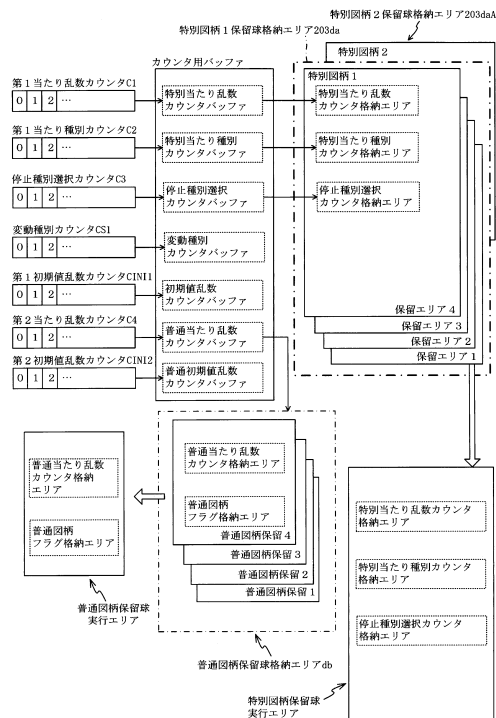 特別図柄2保留球格納エリア203daA
特別図柄1保留球格納エリア203da
特別図柄2
カウンタ用バッファ
特別図柄1
第1当たり乱数カウンタC1
0 1 2 …
特別当たり乱数
カウンタバッファ
特別当たり乱数
カウンタ格納エリア
第1当たり種別カウンタC2
0 1 2 …
特別当たり種別
カウンタバッファ
特別当たり種別
カウンタ格納エリア
停止種別選択カウンタC3
0 1 2 …
停止種別選択
カウンタバッファ
停止種別選択
カウンタ格納エリア
変動種別カウンタCS1
0 1 2 …
変動種別
カウンタバッファ
第1初期値乱数カウンタCINI1
0 1 2 …
初期値乱数
カウンタバッファ
第2当たり乱数カウンタC4
0 1 2 …
普通当たり乱数
カウンタバッファ
第2初期値乱数カウンタCINI2
0 1 2 …
普通初期値乱数
カウンタバッファ
保留エリア4
保留エリア3
保留エリア2
保留エリア1
普通当たり乱数
カウンタ格納
エリア
普通図柄
フラグ格納エリア
普通図柄保留球
実行エリア
普通当たり乱数
カウンタ格納エリア
普通図柄
フラグ格納エリア
普通図柄保留4
普通図柄保留3
普通図柄保留2
普通図柄保留1
普通図柄保留球格納エリアdb
特別当たり乱数カウンタ
格納エリア
特別当たり種別カウンタ
格納エリア
停止種別選択カウンタ
格納エリア
特別図柄保留球
実行エリア